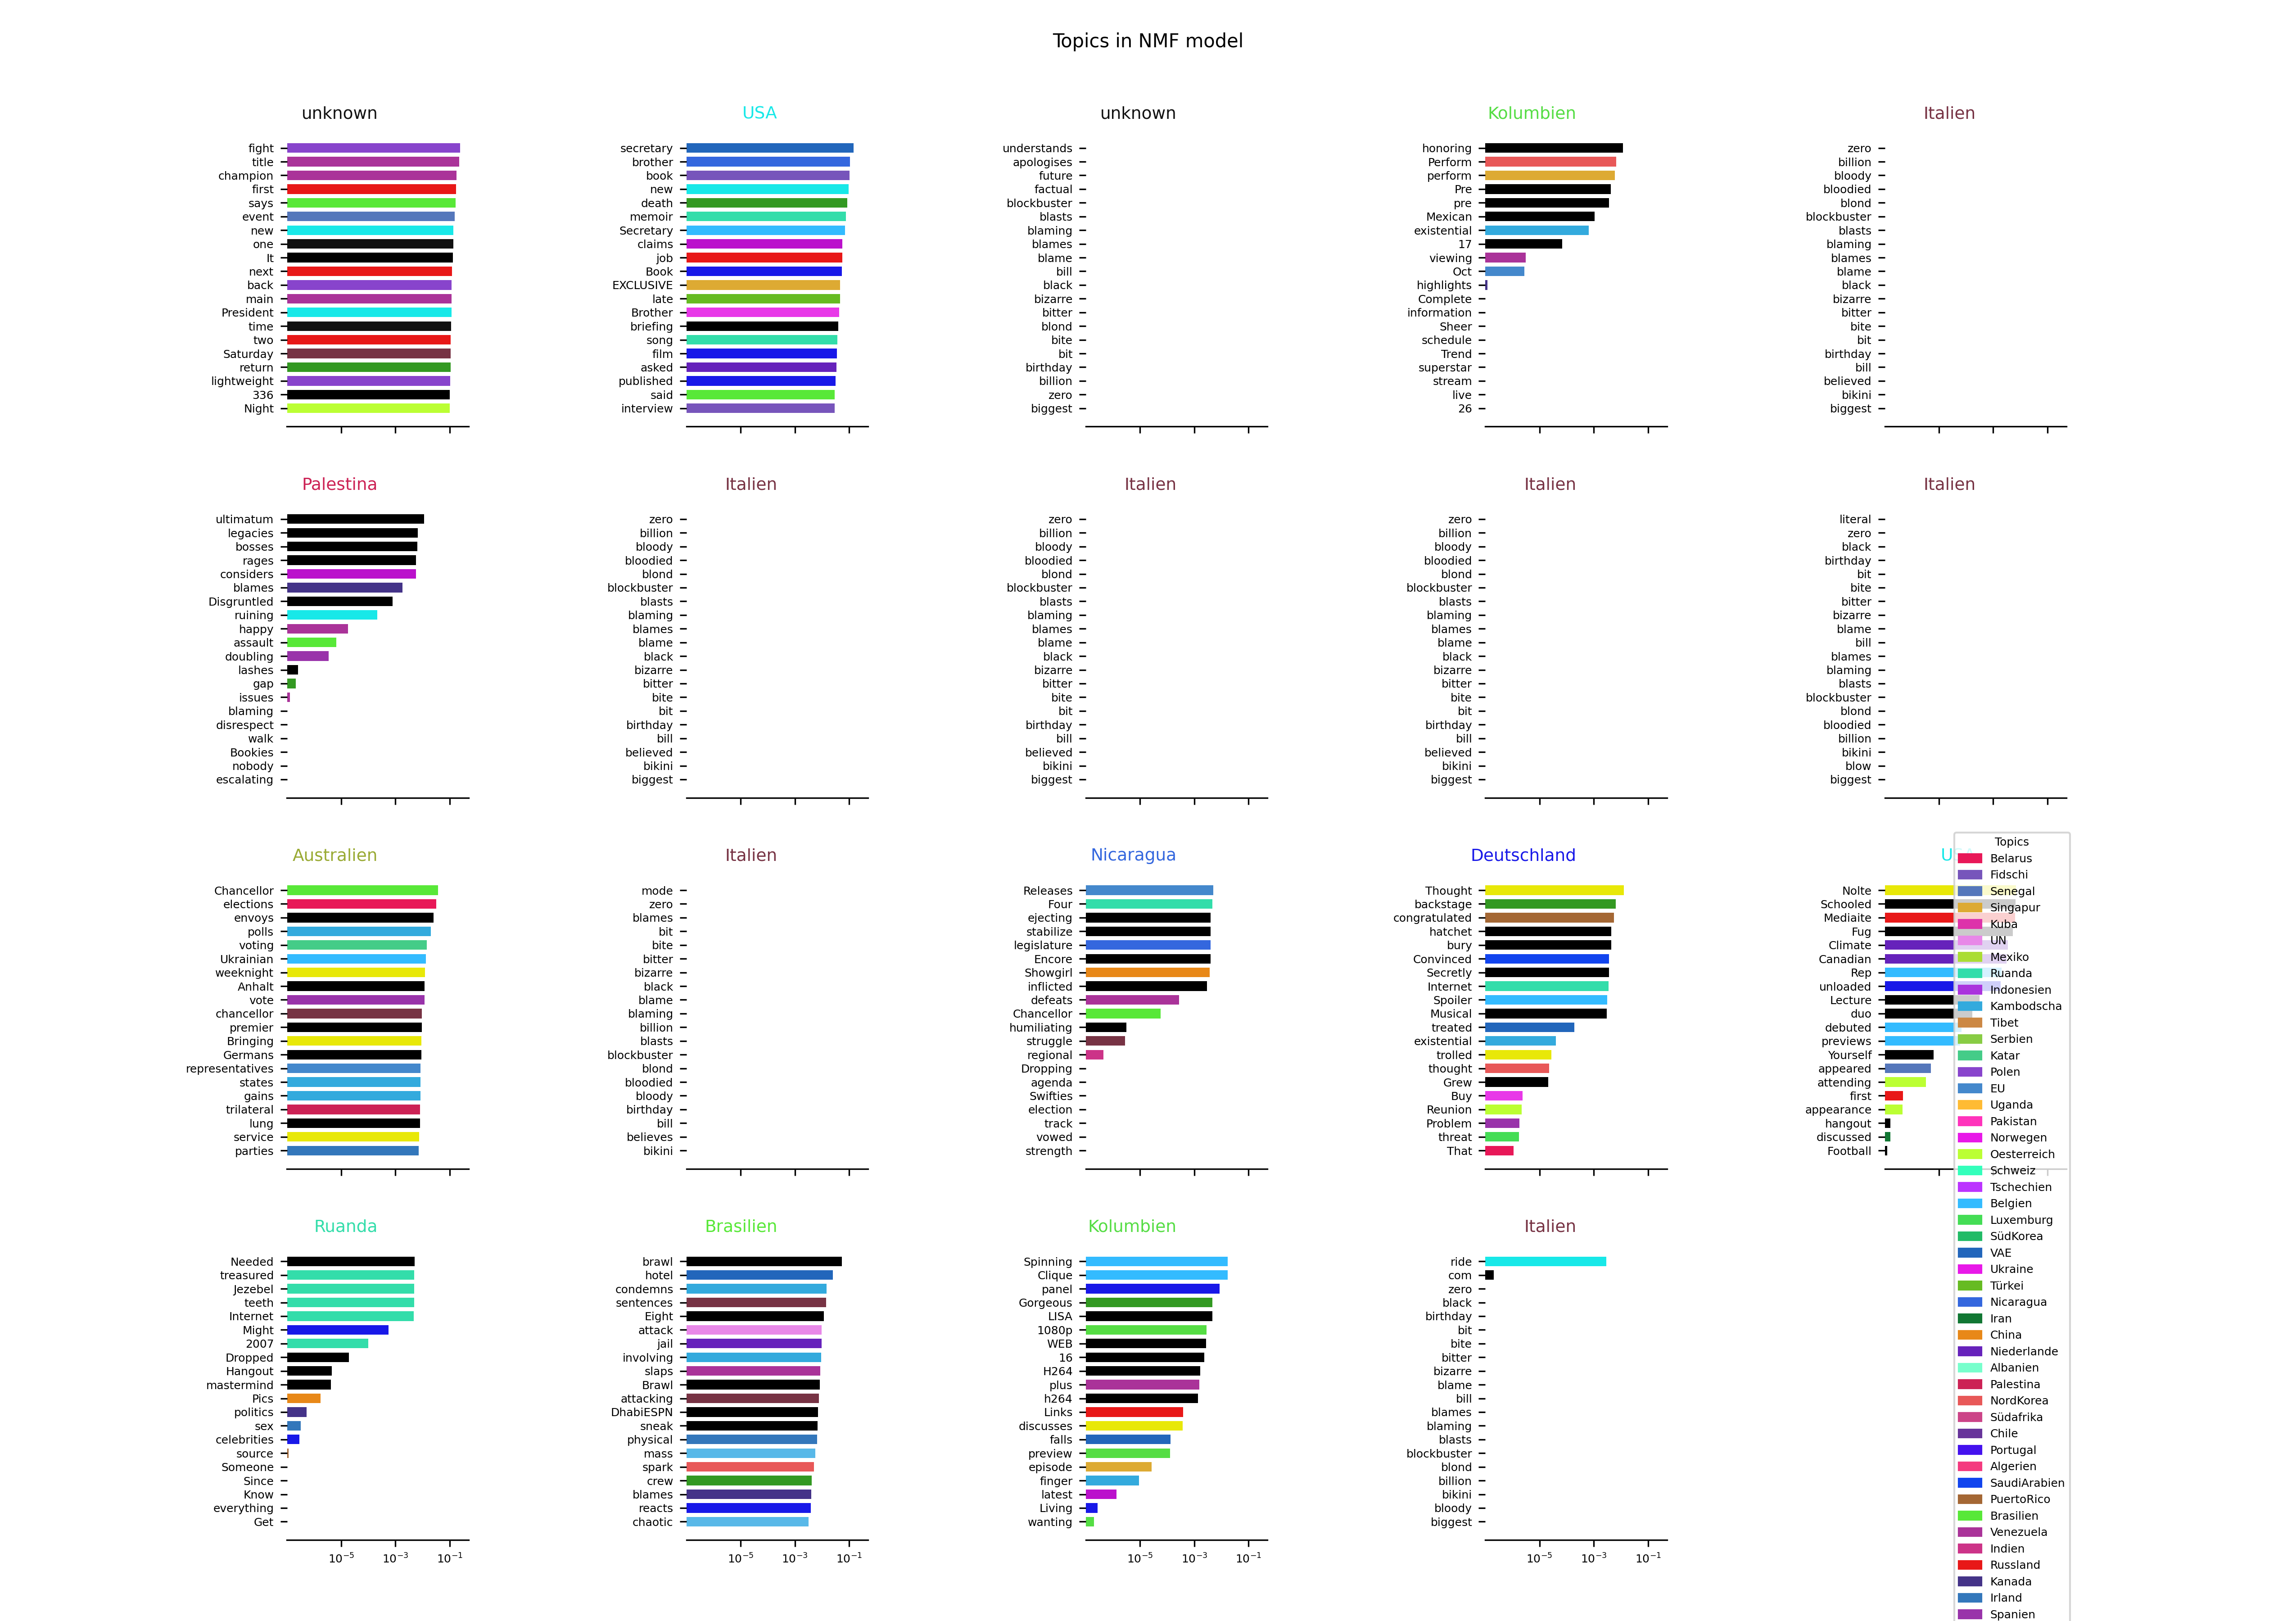 Topics in NMF model
unknown
fight
title
champion
first
says
event
new
one
It
next
back
main
President
time
two
Saturday
return
lightweight
336
Night
USA
secretary
brother
book
new
death
memoir
Secretary
claims
job
Book
EXCLUSIVE
late
Brother
briefing
song
film
asked
published
said
interview
unknown
understands
apologises
future
factual
blockbuster
blasts
blaming
blames
blame
bill
black
bizarre
bitter
blond
bite
bit
birthday
billion
zero
biggest
Kolumbien
honoring
Perform
perform
Pre
pre
Mexican
existential
17
viewing
Oct
highlights
Complete
information
Sheer
schedule
Trend
superstar
stream
live
26
Italien
zero
billion
bloody
bloodied
blond
blockbuster
blasts
blaming
blames
blame
black
bizarre
bitter
bite
bit
birthday
bill
believed
bikini
biggest
Palestina
ultimatum
legacies
bosses
rages
considers
blames
Disgruntled
ruining
happy
assault
doubling
lashes
gap
issues
blaming
disrespect
walk
Bookies
nobody
escalating
Italien
zero
billion
bloody
bloodied
blond
blockbuster
blasts
blaming
blames
blame
black
bizarre
bitter
bite
bit
birthday
bill
believed
bikini
biggest
Italien
zero
billion
bloody
bloodied
blond
blockbuster
blasts
blaming
blames
blame
black
bizarre
bitter
bite
bit
birthday
bill
believed
bikini
biggest
Italien
zero
billion
bloody
bloodied
blond
blockbuster
blasts
blaming
blames
blame
black
bizarre
bitter
bite
bit
birthday
bill
believed
bikini
biggest
Italien
literal
zero
black
birthday
bit
bite
bitter
bizarre
blame
bill
blames
blaming
blasts
blockbuster
blond
bloodied
billion
bikini
blow
biggest
Australien
Chancellor
elections
envoys
polls
voting
Ukrainian
weeknight
Anhalt
vote
chancellor
premier
Bringing
Germans
representatives
states
gains
trilateral
lung
service
parties
Italien
mode
zero
blames
bit
bite
bitter
bizarre
black
blame
blaming
billion
blasts
blockbuster
blond
bloodied
bloody
birthday
bill
believes
bikini
Nicaragua
Releases
Four
ejecting
stabilize
legislature
Encore
Showgirl
inflicted
defeats
Chancellor
humiliating
struggle
regional
Dropping
agenda
Swifties
election
track
vowed
strength
Deutschland
Thought
backstage
congratulated
hatchet
bury
Convinced
Secretly
Internet
Spoiler
Musical
treated
existential
trolled
thought
Grew
Buy
Reunion
Problem
threat
That
Nolte
Schooled
Mediaite
Fug
Climate
Canadian
Rep
unloaded
Lecture
duo
debuted
previews
Yourself
appeared
attending
first
appearance
hangout
discussed
Football
Ruanda
Needed
treasured
Jezebel
teeth
Internet
Might
2007
Dropped
Hangout
mastermind
Pics
politics
sex
celebrities
source
Someone
Since
Know
everything
Get
10⁻⁵ 10⁻³ 10⁻¹
Brasilien
brawl
hotel
condemns
sentences
Eight
attack
jail
involving
slaps
Brawl
attacking
DhabiESPN
sneak
physical
mass
spark
crew
blames
reacts
chaotic
10⁻⁵ 10⁻³ 10⁻¹
Kolumbien
Spinning
Clique
panel
Gorgeous
LISA
1080p
WEB
16
H264
plus
h264
Links
discusses
falls
preview
episode
finger
latest
Living
wanting
10⁻⁵ 10⁻³ 10⁻¹
Italien
ride
com
zero
black
birthday
bit
bite
bitter
bizarre
blame
bill
blames
blaming
blasts
blockbuster
blond
billion
bikini
bloody
biggest
10⁻⁵ 10⁻³ 10⁻¹
Topics
Belarus
Fidschi
Senegal
Singapur
Kuba
UN
Mexiko
Ruanda
Indonesien
Kambodscha
Tibet
Serbien
Katar
Polen
EU
Uganda
Pakistan
Norwegen
Oesterreich
Schweiz
Tschechien
Belgien
Luxemburg
SüdKorea
VAE
Ukraine
Türkei
Nicaragua
Iran
China
Niederlande
Albanien
Palestina
NordKorea
Südafrika
Chile
Portugal
Algerien
SaudiArabien
PuertoRico
Brasilien
Venezuela
Indien
Russland
Kanada
Irland
Spanien